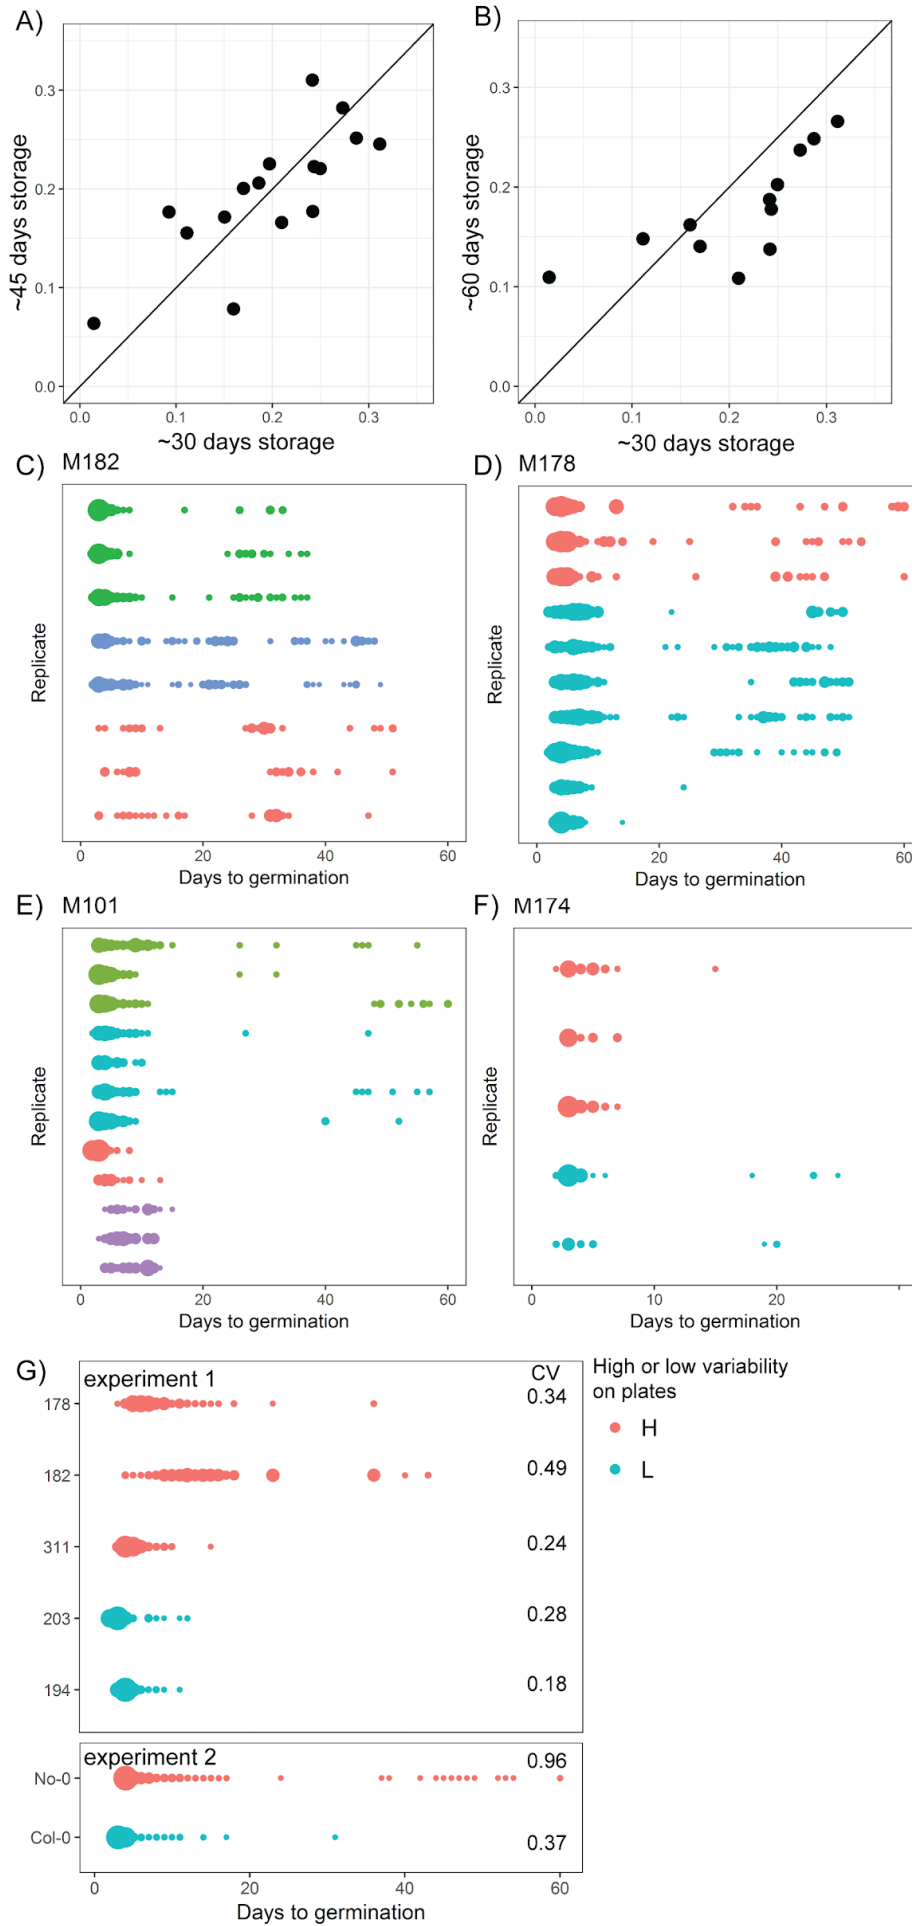 A)
~45 days storage
0.3
0.2
0.1
0.0
0.0 0.1 0.2 0.3
~30 days storage
B)
~60 days storage
0.3
0.2
0.1
0.0
0.0 0.1 0.2 0.3
~30 days storage
C) M182
Replicate
0 20 40 60
Days to germination
D) M178
Replicate
0 20 40 60
Days to germination
E) M101
Replicate
0 20 40 60
Days to germination
F) M174
Replicate
0 10 20
Days to germination
G)
experiment 1 CV
178 0.34
182 0.49
311 0.24
203 0.28
194 0.18
experiment 2
No-0 0.96
Col-0 0.37
0 20 40 60
Days to germination
High or low variability
on plates
H
L